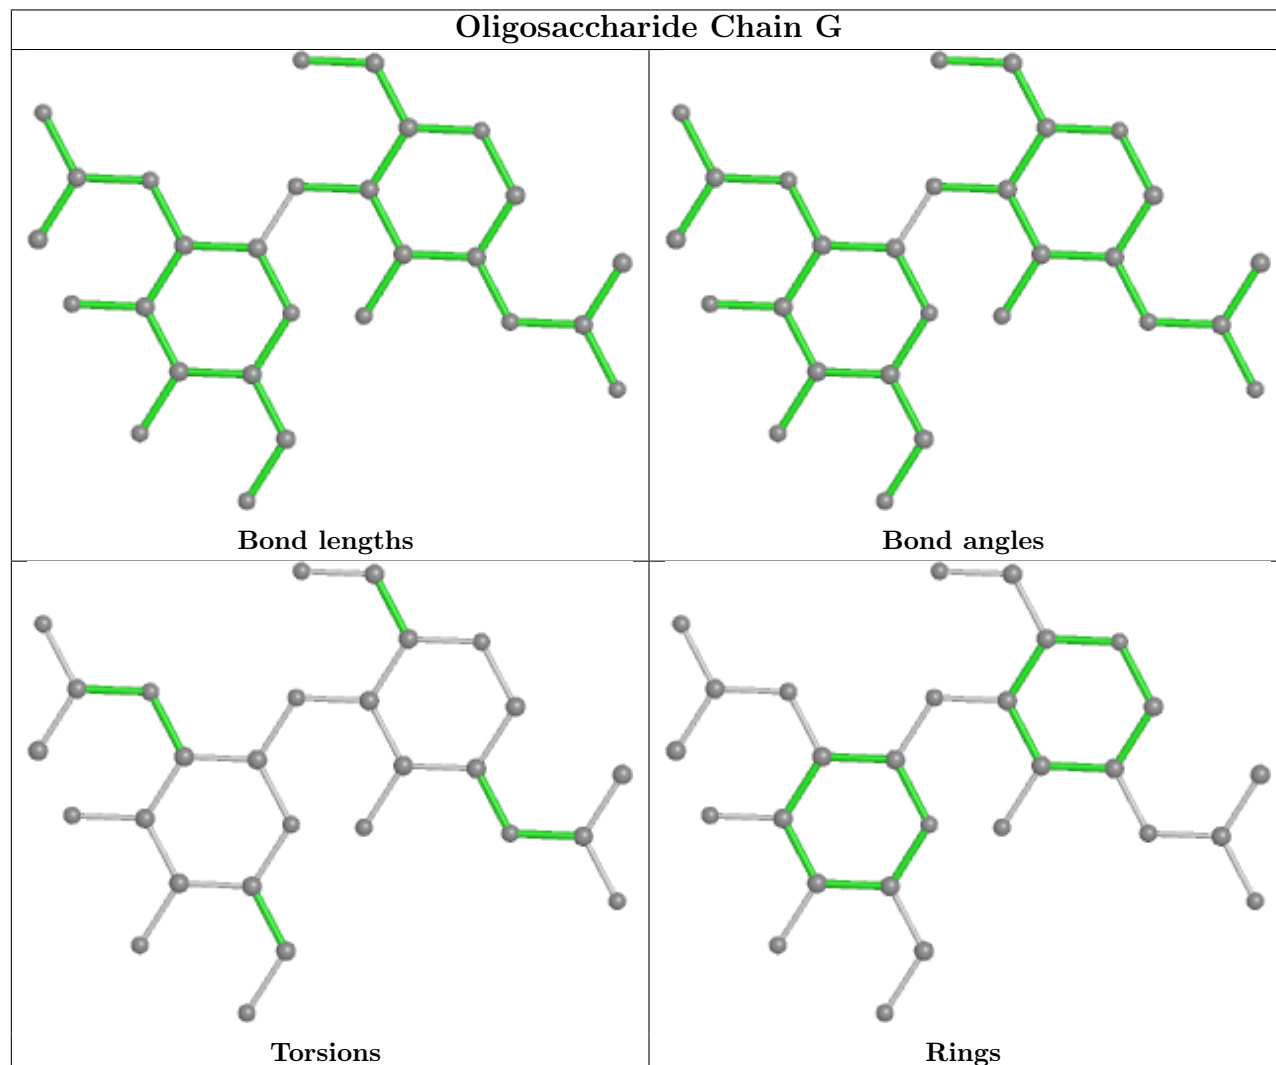 Oligosaccharide Chain G
Bond lengths
Bond angles
Torsions
Rings